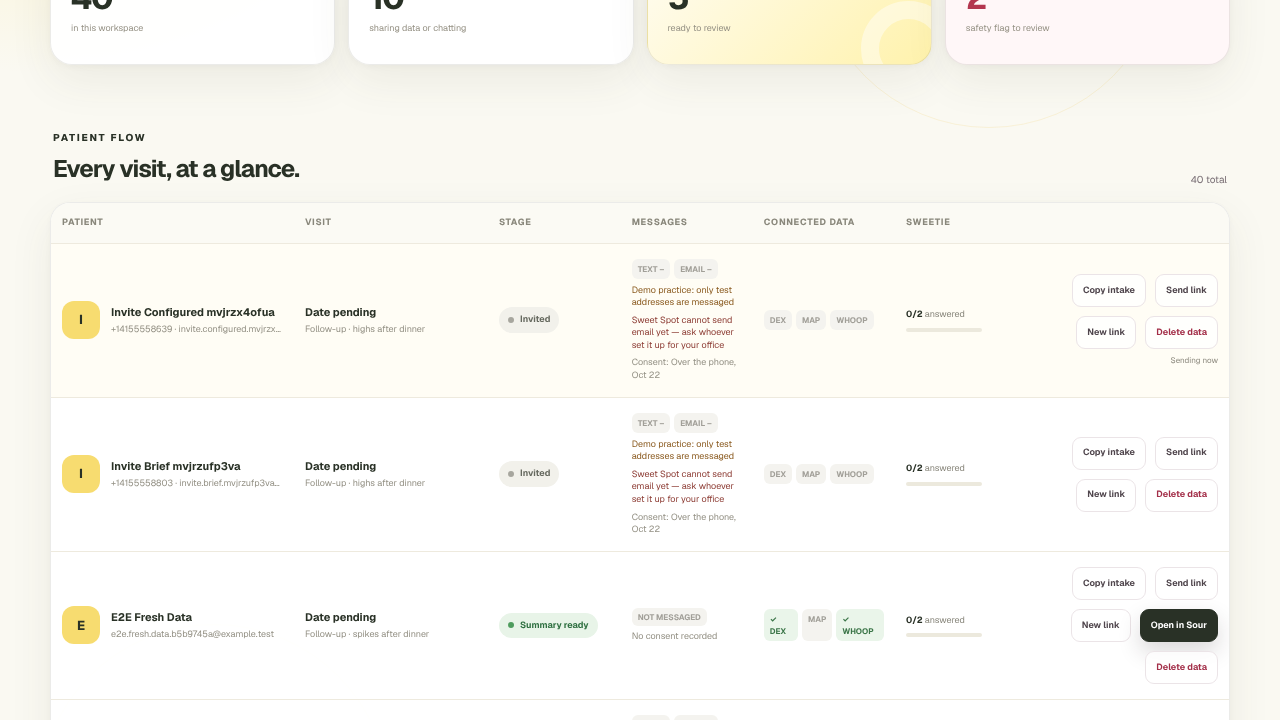 40
10
in this workspace
sharing data or chatting
ready to review
safety flag to review
PATIENT FLOW
Every visit, at a glance.
40 total
PATIENT
VISIT
STAGE
MESSAGES
CONNECTED DATA
SWEETIE
I
Invite Configured mvjrzx4ofua
+14155558639 · invite.configured.mvjrzx...
Date pending
Follow-up · highs after dinner
Invited
TEXT –
EMAIL –
Demo practice: only test
addresses are messaged
Sweet Spot cannot send
email yet — ask whoever
set it up for your office
Consent: Over the phone,
Oct 22
DEX
MAP
WHOOP
0/2 answered
Copy intake
Send link
New link
Delete data
Sending now
I
Invite Brief mvjrzufp3va
+14155558803 · invite.brief.mvjrzufp3va...
Date pending
Follow-up · highs after dinner
Invited
TEXT –
EMAIL –
Demo practice: only test
addresses are messaged
Sweet Spot cannot send
email yet — ask whoever
set it up for your office
Consent: Over the phone,
Oct 22
DEX
MAP
WHOOP
0/2 answered
Copy intake
Send link
New link
Delete data
E
E2E Fresh Data
e2e.fresh.data.b5b9745a@example.test
Date pending
Follow-up · spikes after dinner
Summary ready
NOT MESSAGED
No consent recorded
✓ DEX
MAP
✓ WHOOP
0/2 answered
Copy intake
Send link
New link
Open in Sour
Delete data